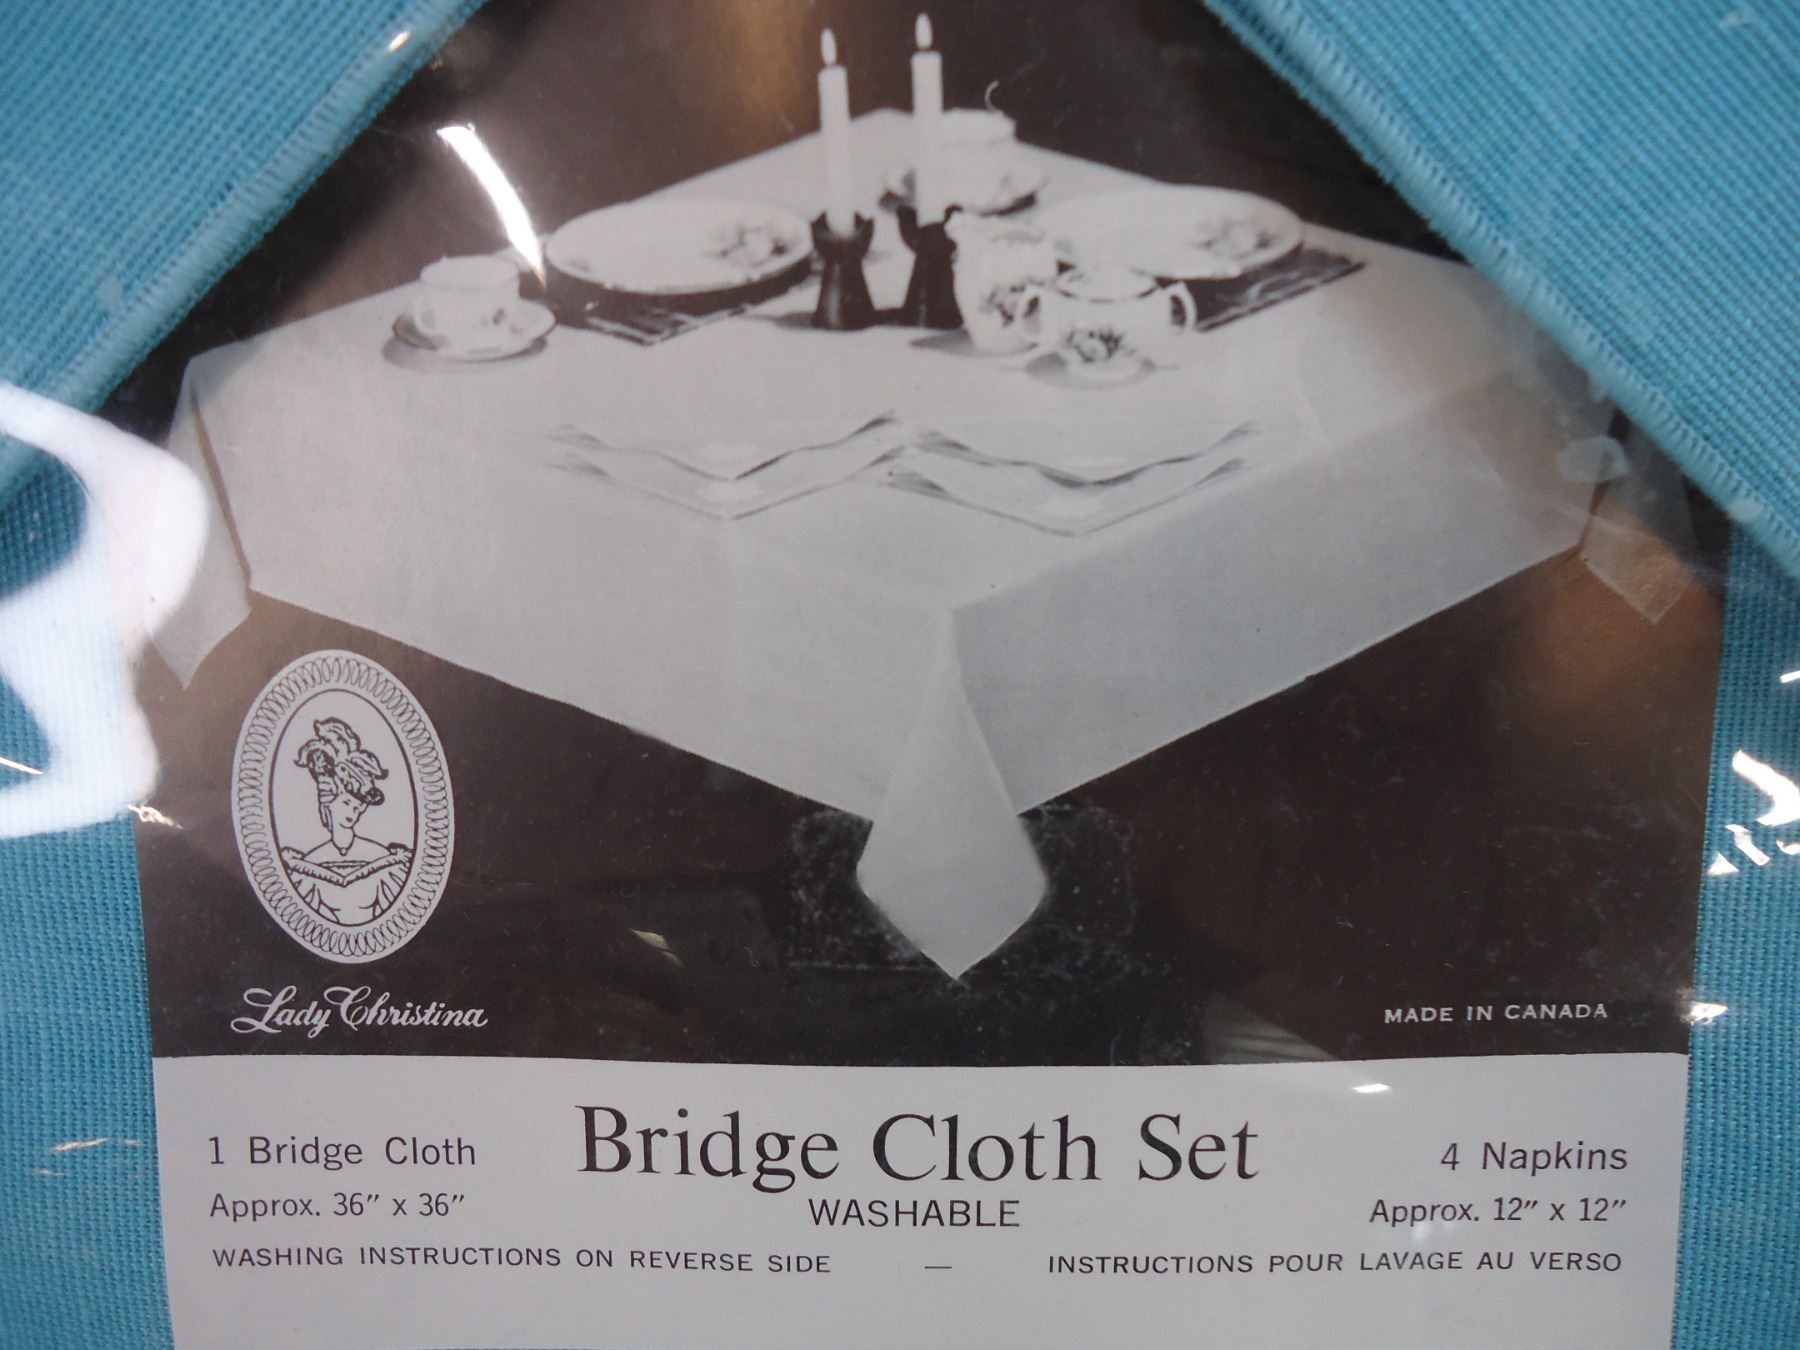 Lady Christina
MADE IN CANADA
Bridge Cloth Set
1 Bridge Cloth
4 Napkins
Approx. 36" x 36"
WASHABLE
Approx. 12" x 12"
WASHING INSTRUCTIONS ON REVERSE SIDE — INSTRUCTIONS POUR LAVAGE AU VERSO